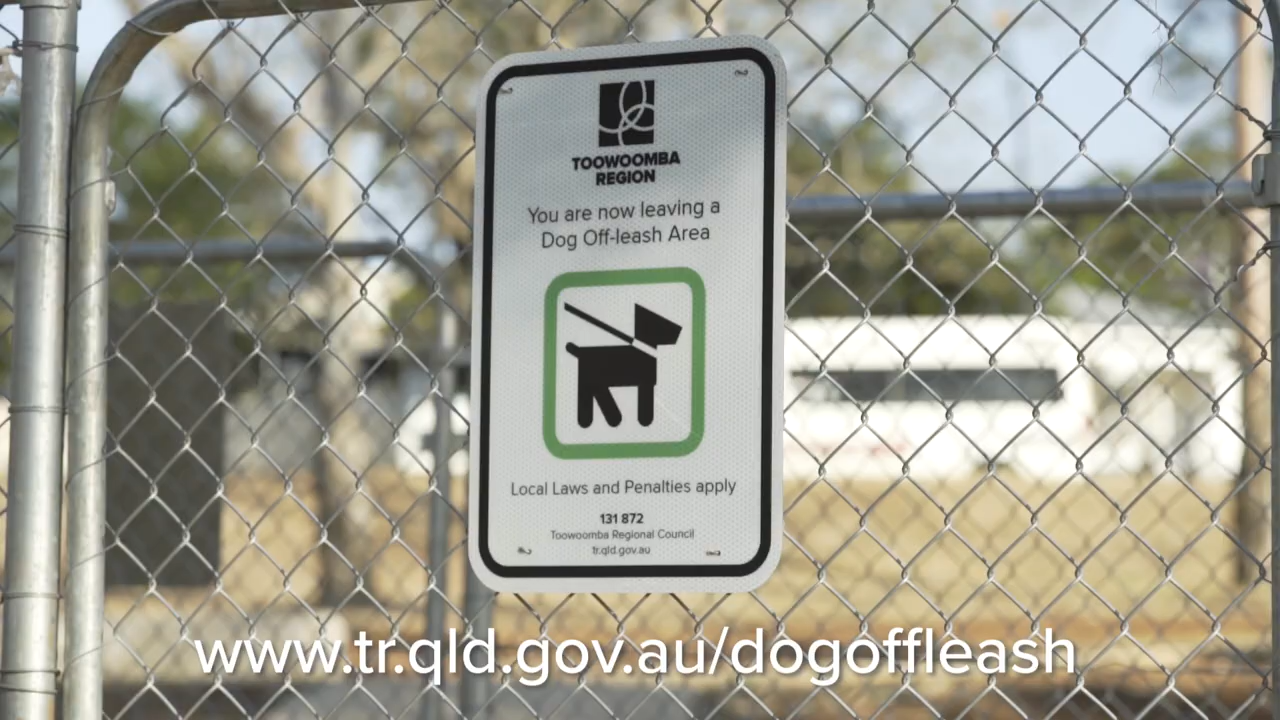 TOOWOOMBA
REGION
You are now leaving a
Dog Off-leash Area
Local Laws and Penalties apply
131 872
Toowoomba Regional Council
tr.qld.gov.au
www.tr.qld.gov.au/dogoffleash